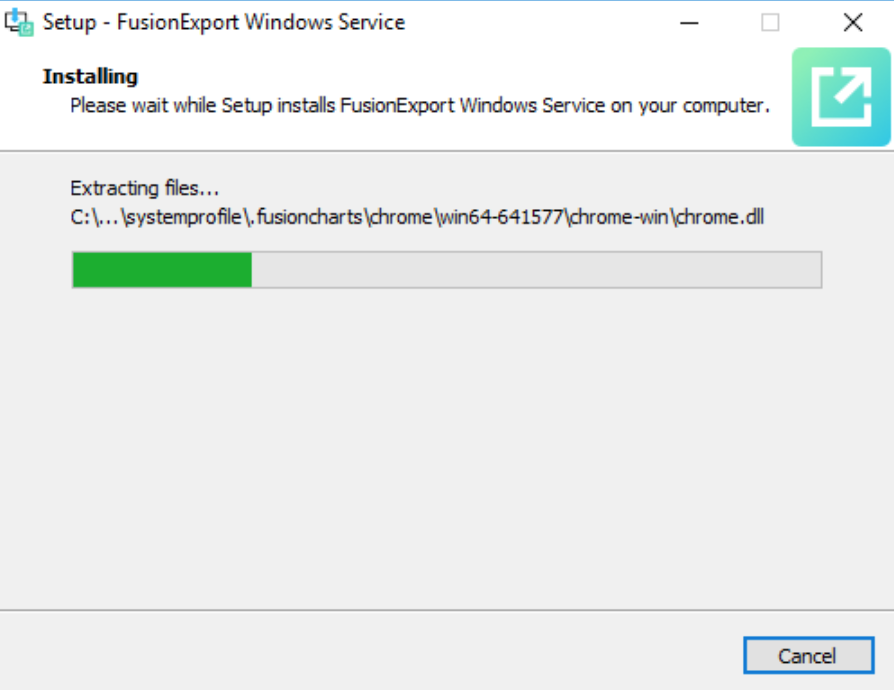 Setup - FusionExport Windows Service
Installing
Please wait while Setup installs FusionExport Windows Service on your computer.
Extracting files...
C:\...\systemprofile\.fusioncharts\chrome\win64-641577\chrome-win\chrome.dll
Cancel